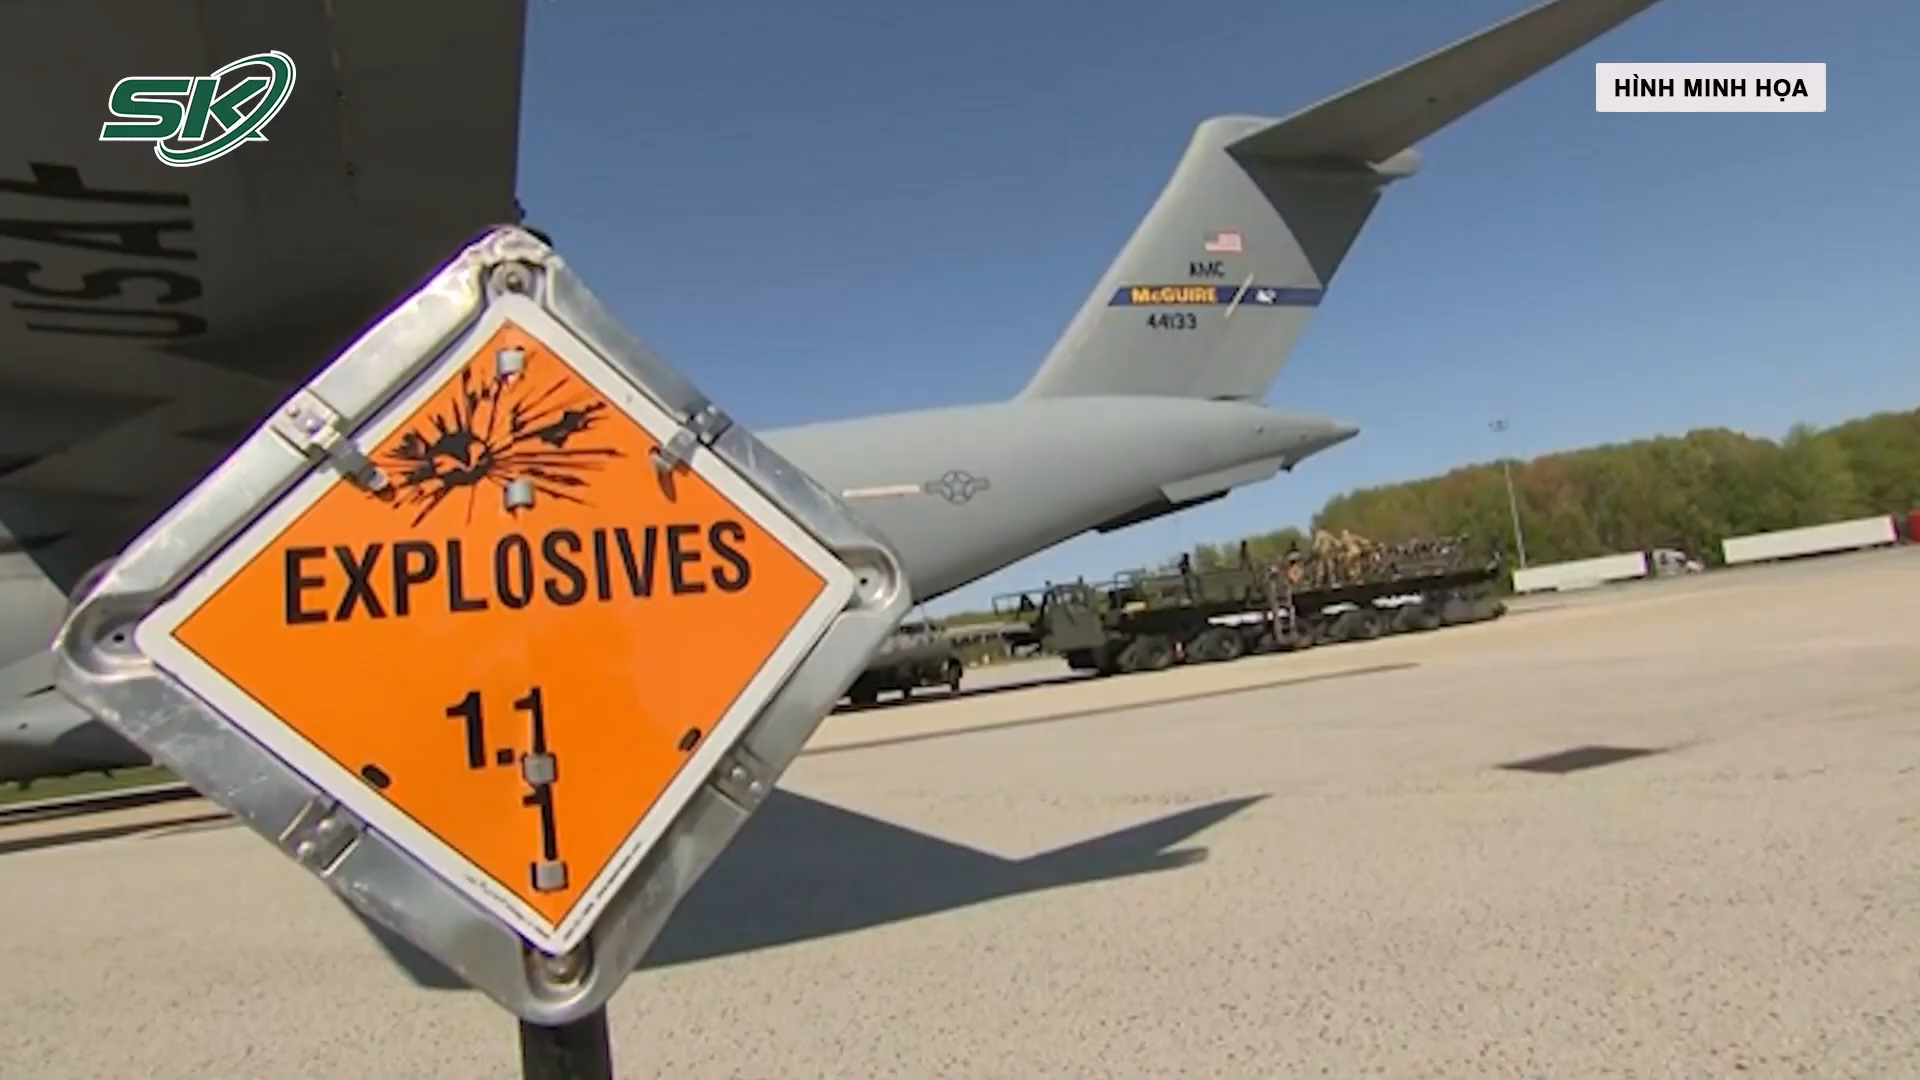 SK
HÌNH MINH HỌA
USAF
AMC
McGUIRE
44133
EXPLOSIVES
1.1
1